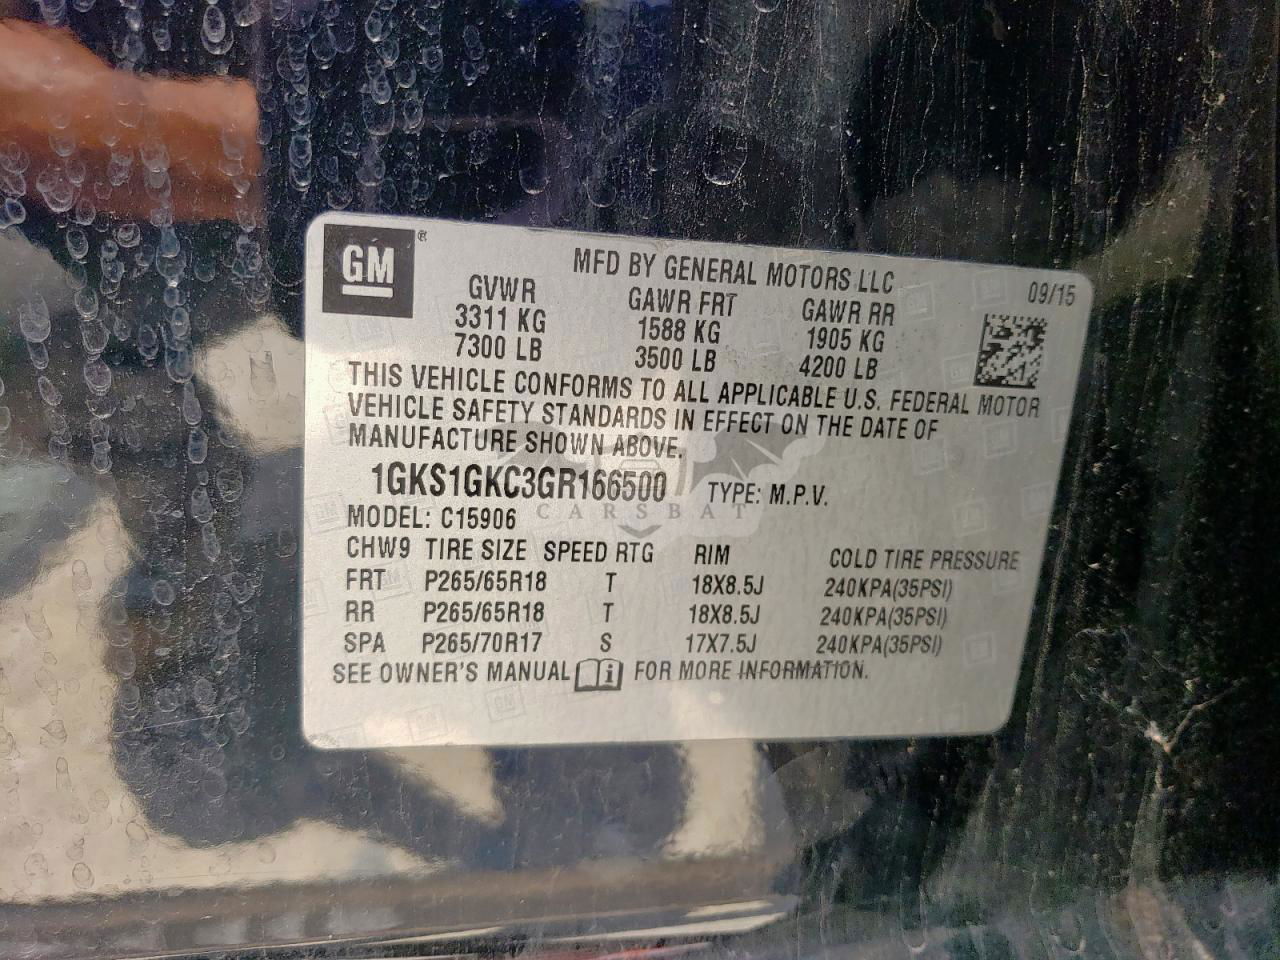 GM®
MFD BY GENERAL MOTORS LLC
09/15
GVWR GAWR FRT GAWR RR
3311 KG 1588 KG 1905 KG
7300 LB 3500 LB 4200 LB
THIS VEHICLE CONFORMS TO ALL APPLICABLE U.S. FEDERAL MOTOR
VEHICLE SAFETY STANDARDS IN EFFECT ON THE DATE OF
MANUFACTURE SHOWN ABOVE.
1GKS1GKC3GR166500 TYPE: M.P.V.
CARSBAT
MODEL: C15906
CHW9 TIRE SIZE SPEED RTG RIM COLD TIRE PRESSURE
FRT P265/65R18 T 18X8.5J 240KPA(35PSI)
RR P265/65R18 T 18X8.5J 240KPA(35PSI)
SPA P265/70R17 S 17X7.5J 240KPA(35PSI)
SEE OWNER'S MANUAL i FOR MORE INFORMATION.